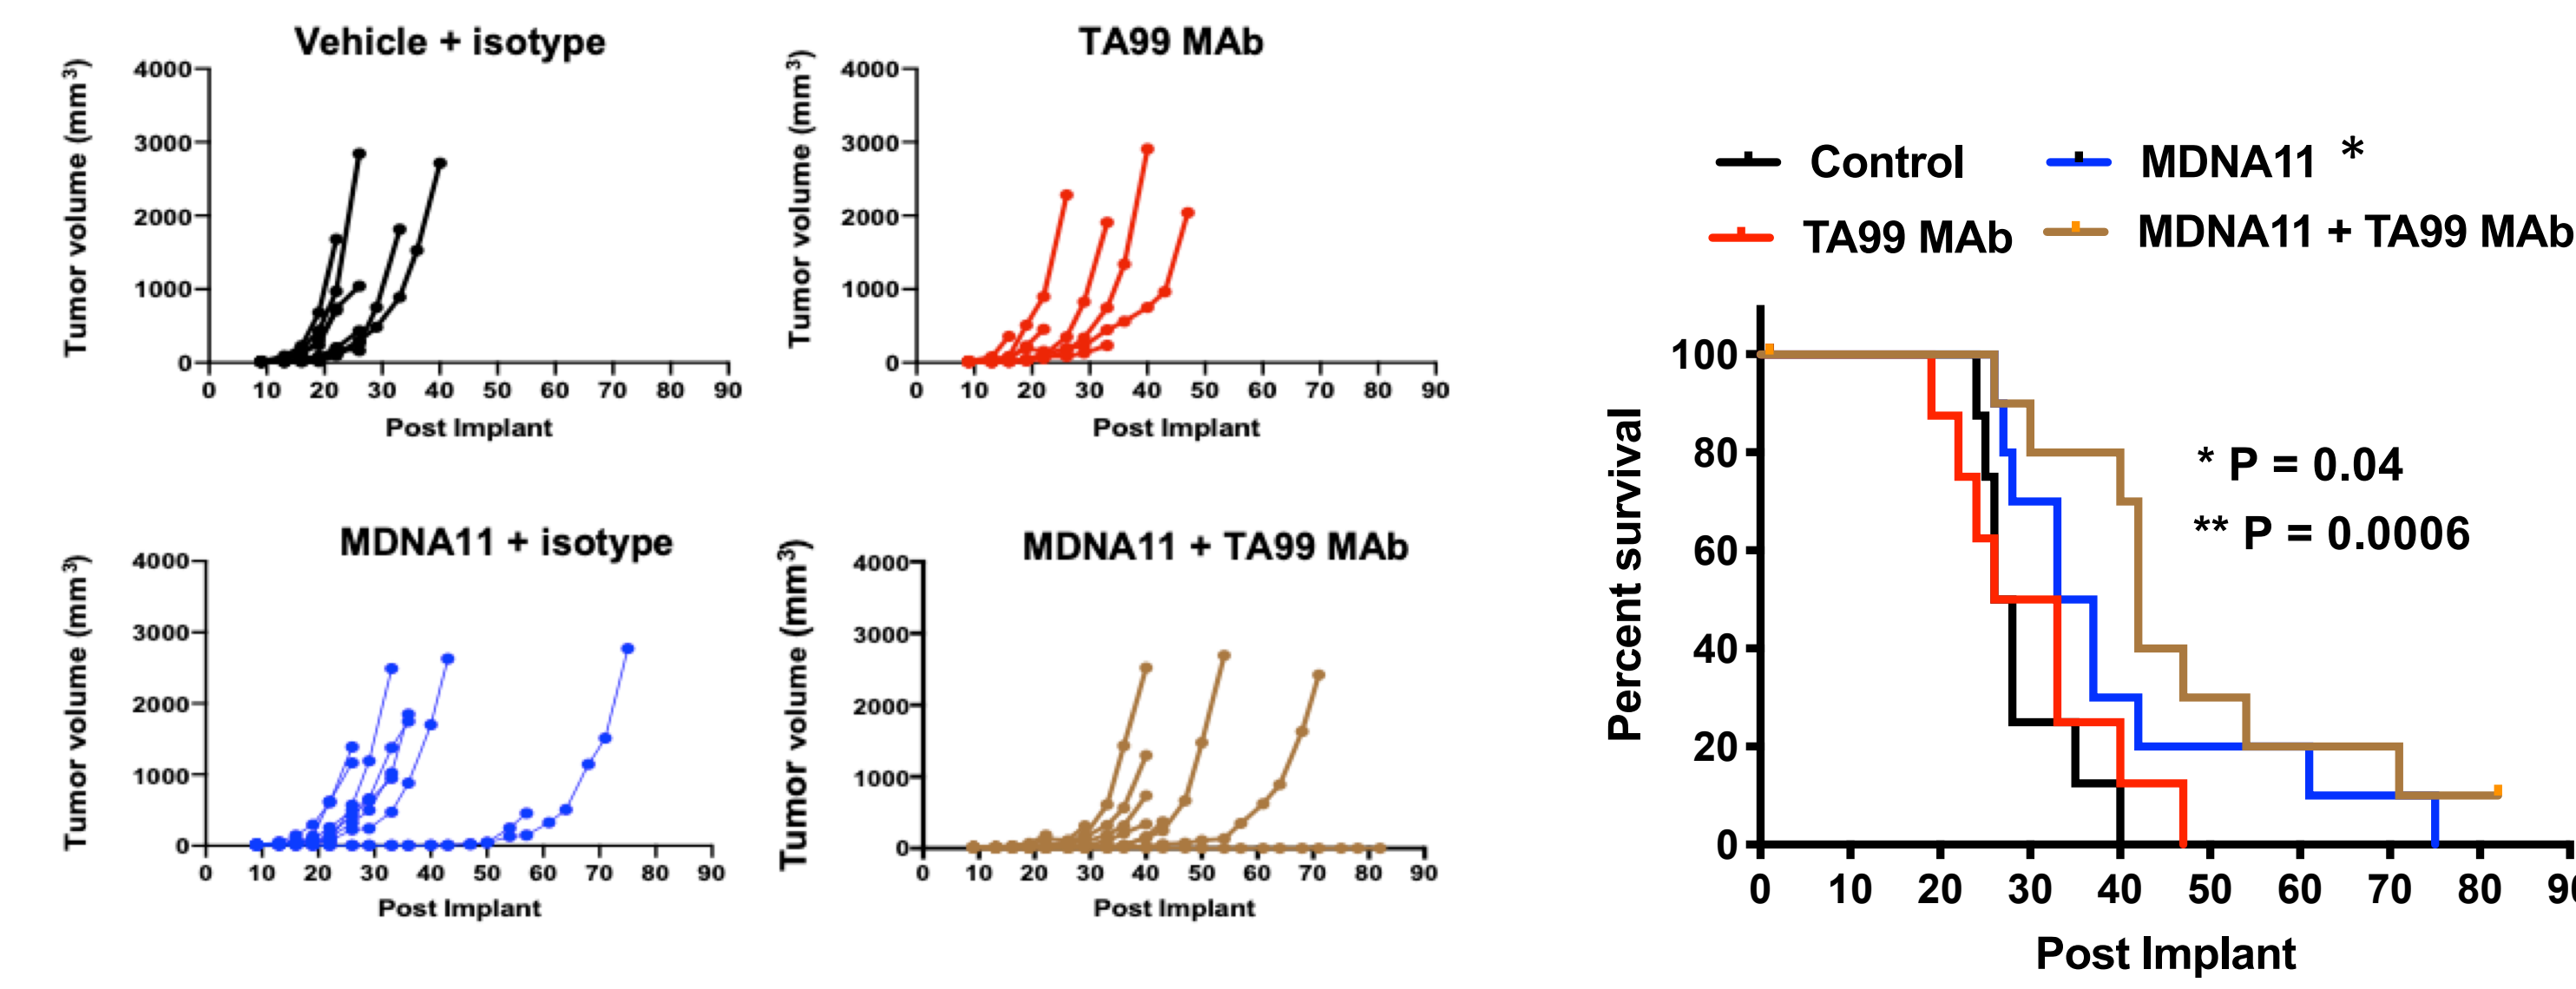 Vehicle + isotype
Tumor volume (mm³)
4000
3000
2000
1000
0
0 10 20 30 40 50 60 70 80 90
Post Implant
TA99 MAb
Tumor volume (mm³)
4000
3000
2000
1000
0
0 10 20 30 40 50 60 70 80 90
Post Implant
MDNA11 + isotype
Tumor volume (mm³)
4000
3000
2000
1000
0
0 10 20 30 40 50 60 70 80 90
Post Implant
MDNA11 + TA99 MAb
Tumor volume (mm³)
4000
3000
2000
1000
0
0 10 20 30 40 50 60 70 80 90
Post Implant
Control MDNA11 *
TA99 MAb MDNA11 + TA99 MAb
Percent survival
100
80
60
40
20
0
* P = 0.04
** P = 0.0006
0 10 20 30 40 50 60 70 80
Post Implant